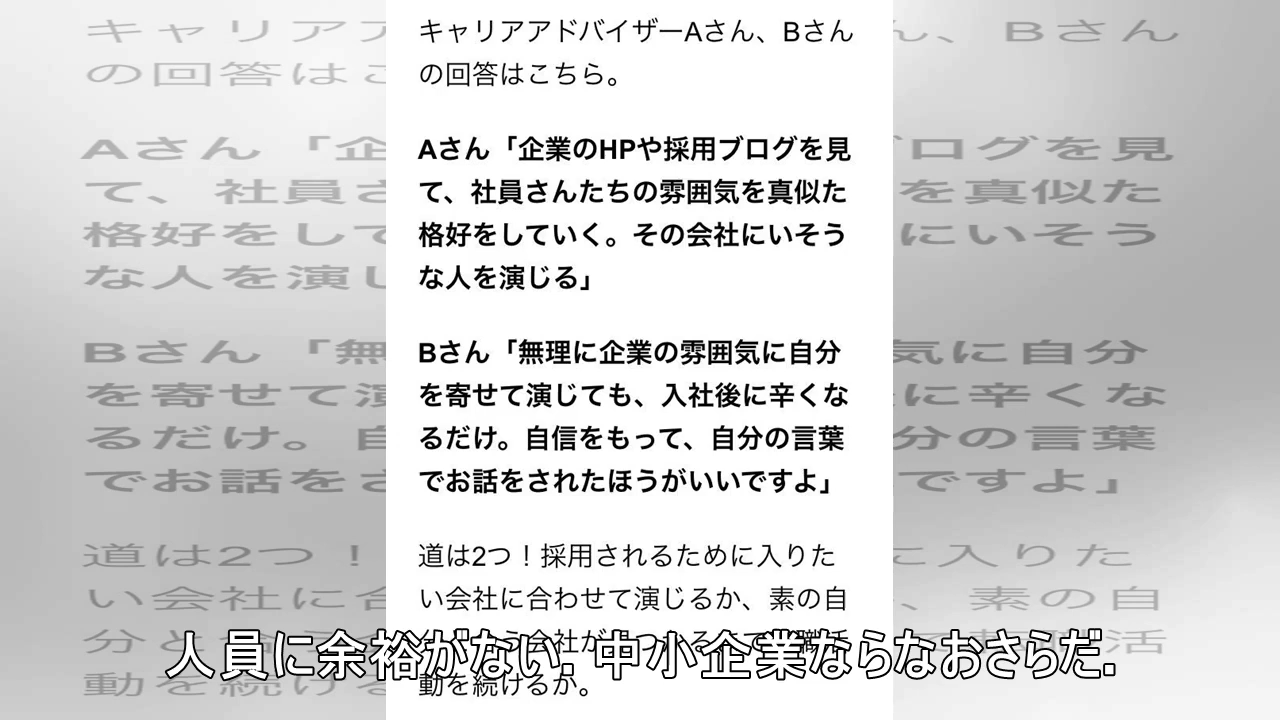 キャリアアドバイザーAさん、Bさん
の回答はこちら。
Aさん「企業のHPや採用ブログを見
て、社員さんたちの雰囲気を真似た
格好をしていく。その会社にいそう
な人を演じる」
Bさん「無理に企業の雰囲気に自分
を寄せて演じても、入社後に辛くな
るだけ。自信をもって、自分の言葉
でお話をされたほうがいいですよ」
道は2つ！採用されるために入りた
い会社に合わせて演じるか、素の自
動を続けるか。
人員に余裕がない. 中小企業ならなおさらだ.